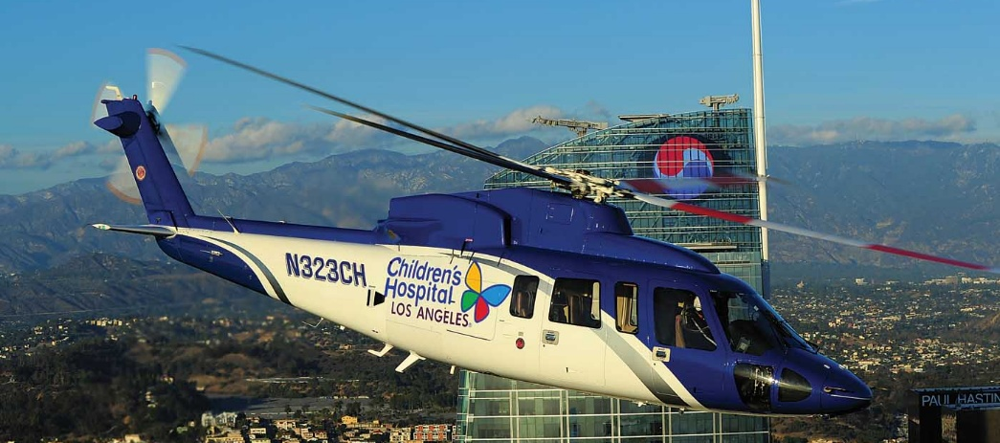 N323CH
Children's
Hospital
LOS ANGELES
PAUL HASTIN